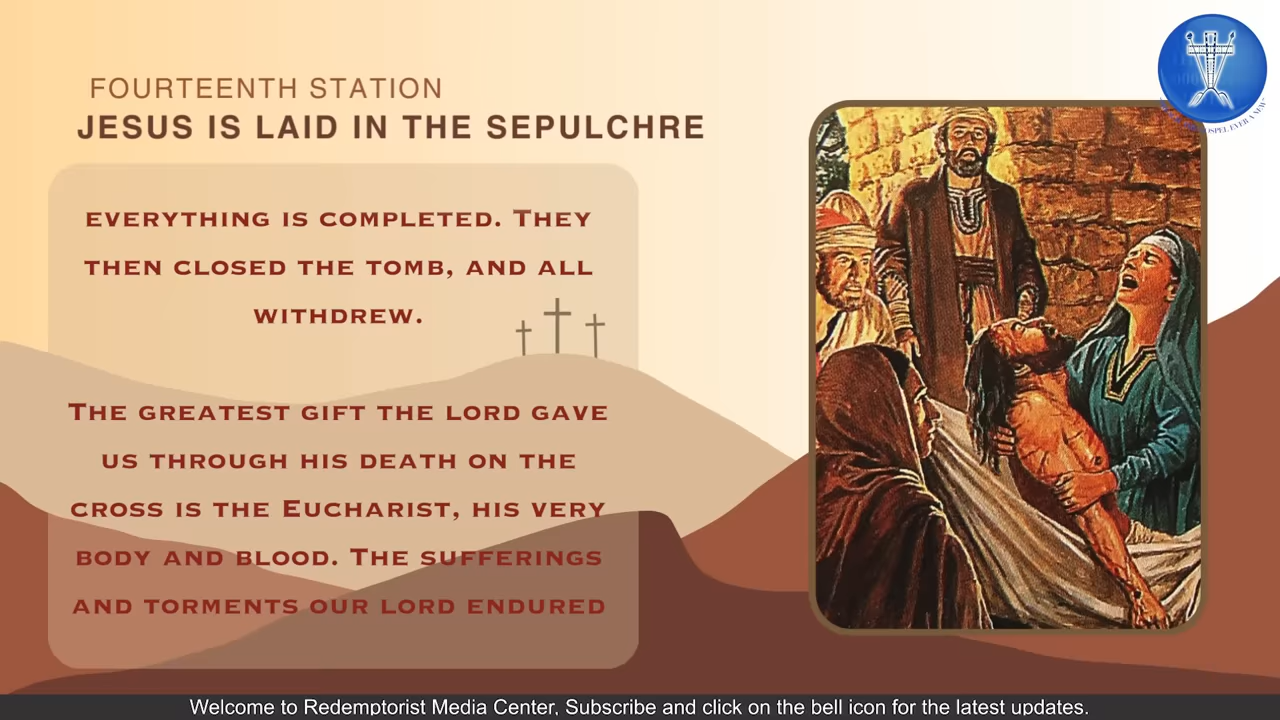 FOURTEENTH STATION
JESUS IS LAID IN THE SEPULCHRE
EVERYTHING IS COMPLETED. THEY
THEN CLOSED THE TOMB, AND ALL
WITHDREW.
THE GREATEST GIFT THE LORD GAVE
US THROUGH HIS DEATH ON THE
CROSS IS THE EUCHARIST, HIS VERY
BODY AND BLOOD. THE SUFFERINGS
AND TORMENTS OUR LORD ENDURED
Welcome to Redemptorist Media Center, Subscribe and click on the bell icon for the latest updates.